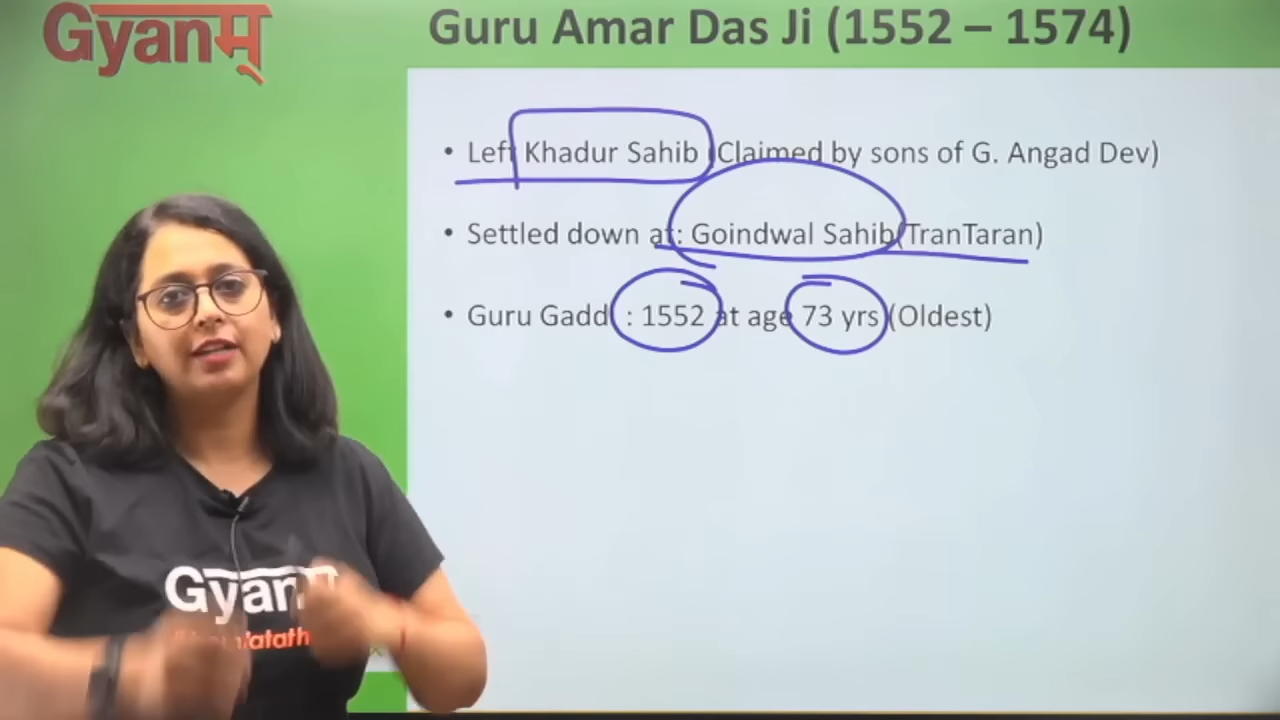 Gyanम्
Guru Amar Das Ji (1552 – 1574)
• Left Khadur Sahib (Claimed by sons of G. Angad Dev)
• Settled down at: Goindwal Sahib(TranTaran)
• Guru Gaddi : 1552 at age 73 yrs (Oldest)
Gyanम्